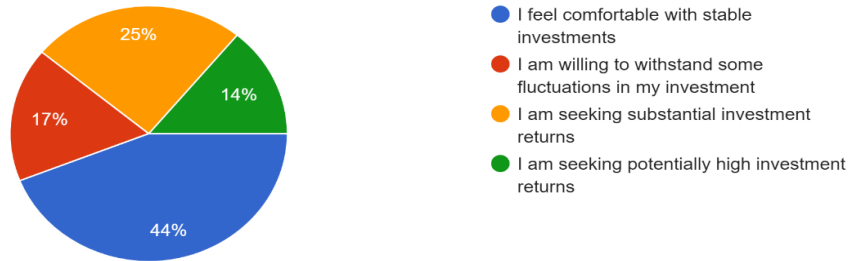 25%
14%
17%
44%
I feel comfortable with stable
investments
I am willing to withstand some
fluctuations in my investment
I am seeking substantial investment
returns
I am seeking potentially high investment
returns